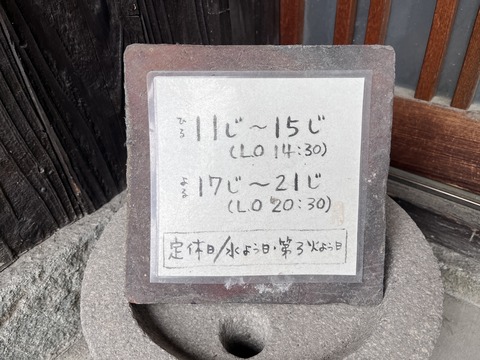 ひる 11じ～15じ
(L.O 14:30)
よる 17じ～21じ
(L.O 20:30)
定休日/水よう日・第3火よう日